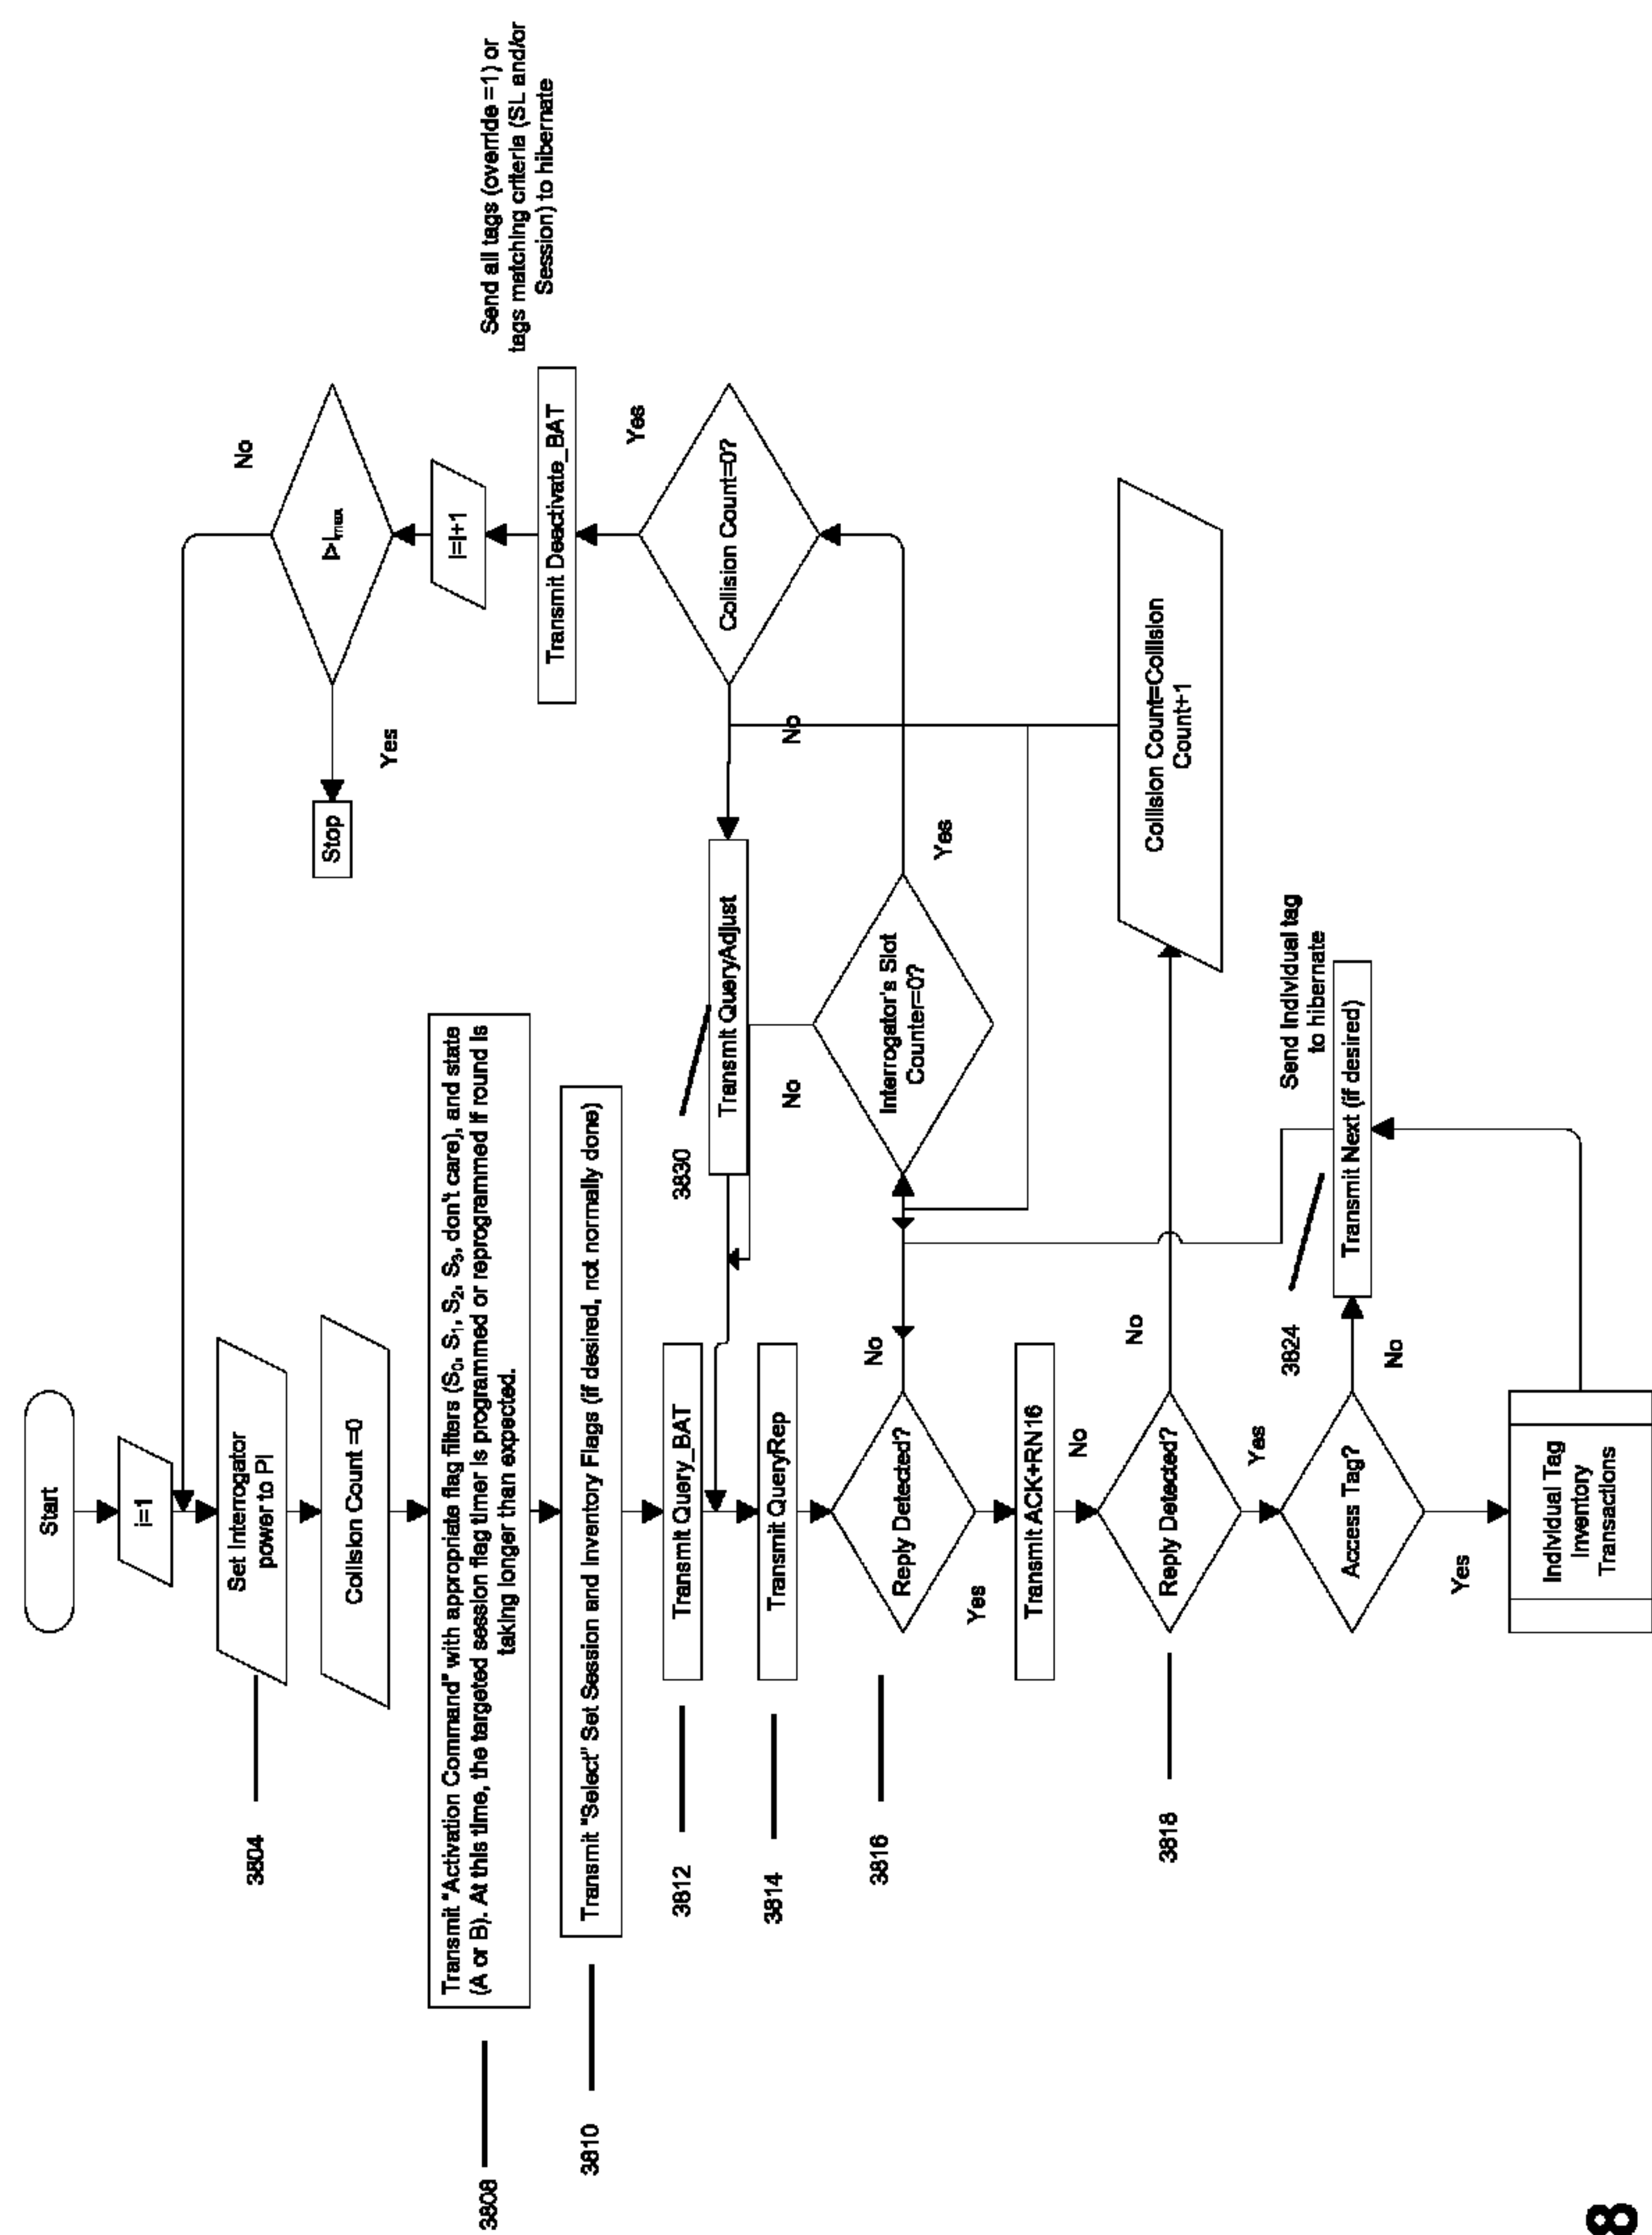 Start
i=1
Set Interrogator
power to PI
3804
Collision Count =0
Transmit "Activation Command" with appropriate flag filters (S0, S1, S2, S3, don't care), and state
(A or B). At this time, the targeted session flag timer is programmed or reprogrammed if round is
taking longer than expected.
3808
Transmit "Select" Set Session and Inventory Flags (if desired, not normally done)
3810
Transmit Query_BAT
3812
Transmit QueryRep
3814
Reply Detected?
3816
No
Yes
Transmit ACK+RN16
No
Reply Detected?
3818
No
Yes
Access Tag?
No
Yes
Individual Tag
Inventory
Transactions
3824
Transmit Next (if desired)
Send Individual tag
to hibernate
Collision Count=Collision
Count+1
Interrogator's Slot
Counter=0?
No
Yes
3830
Transmit QueryAdjust
Collision Count=0?
No
Yes
Transmit Deactivate_BAT
Send all tags (override =1) or
tags matching criteria (SL and/or
Session) to hibernate
I=I+1
I>Imax
No
Yes
Stop
8